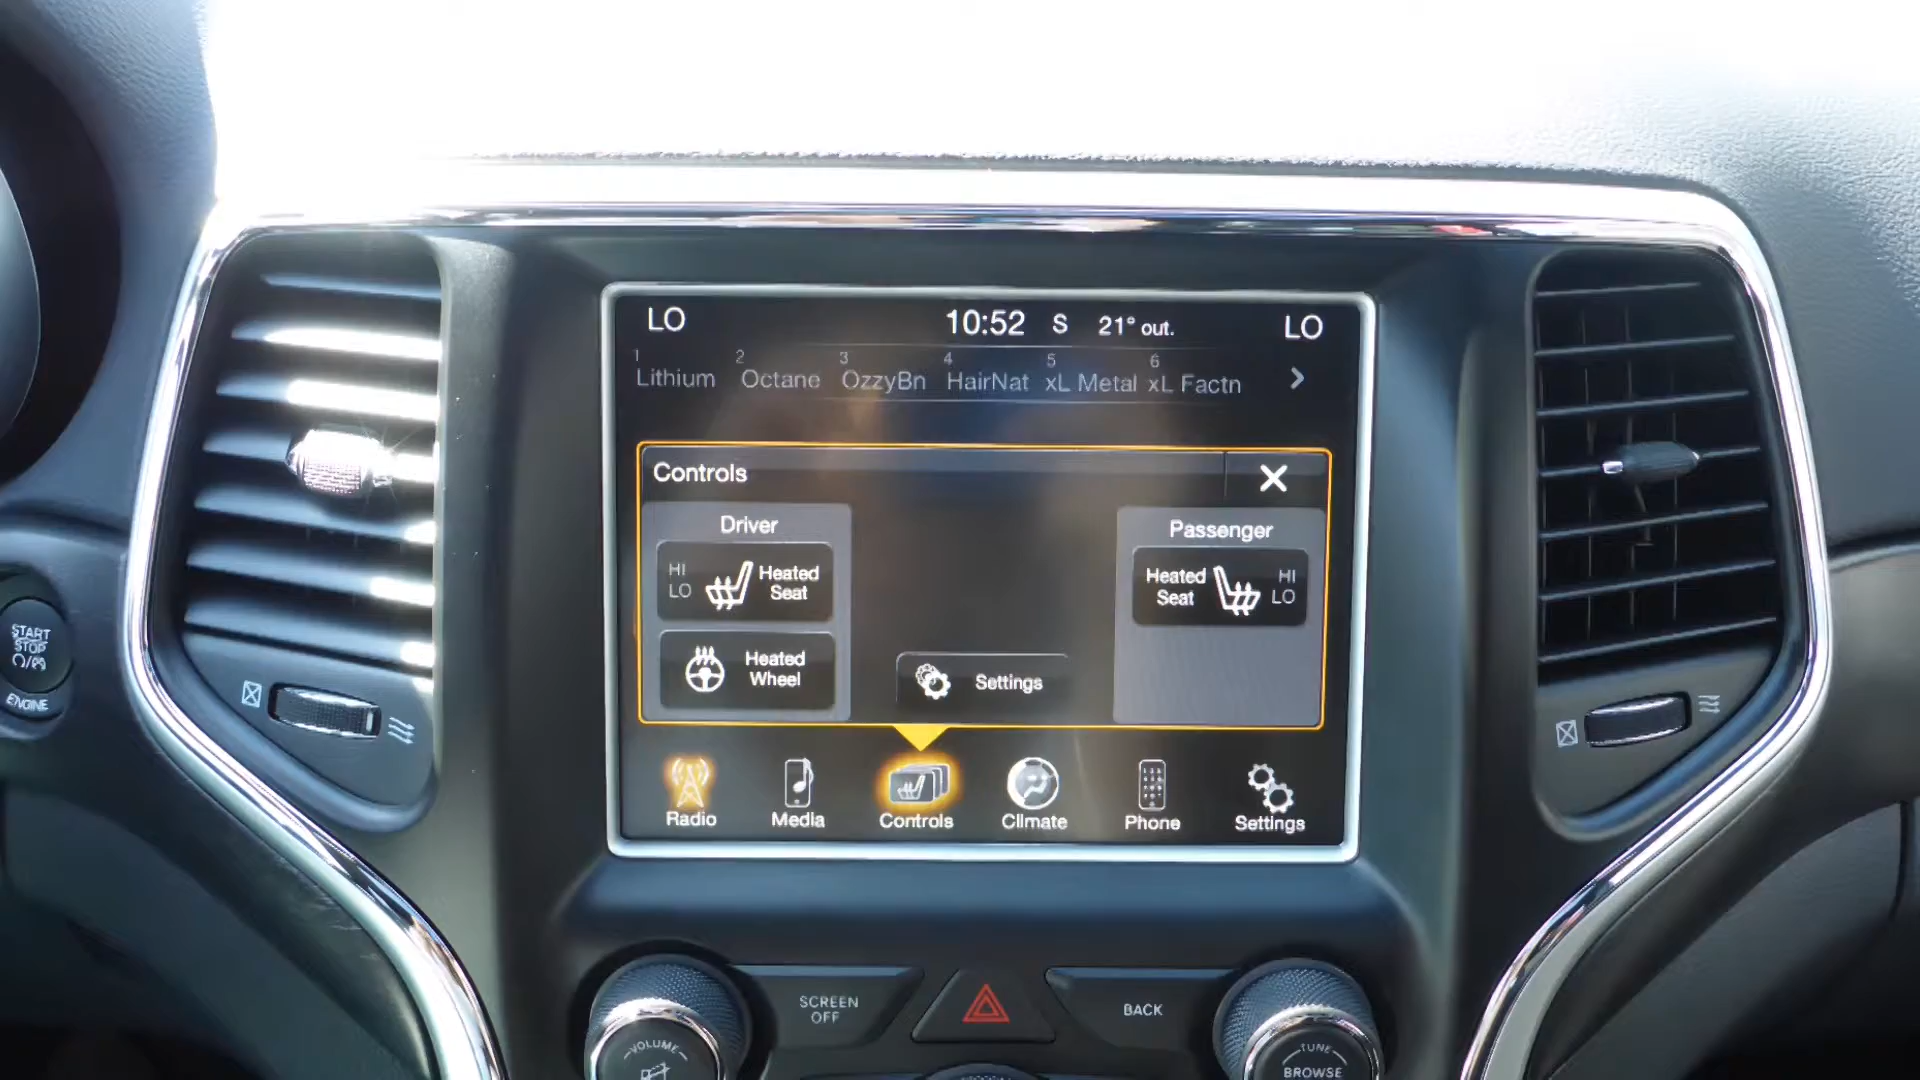 LO
10:52 S 21° out.
LO
1 2 3 4 5 6
Lithium Octane OzzyBn HairNat xL Metal xL Factn
Controls
Driver
Passenger
HI
LO
Heated
Seat
Heated
Seat
HI
LO
Heated
Wheel
Settings
START
STOP
ENGINE
Radio Media Controls Climate Phone Settings
SCREEN
OFF
BACK
VOLUME
TUNE
BROWSE